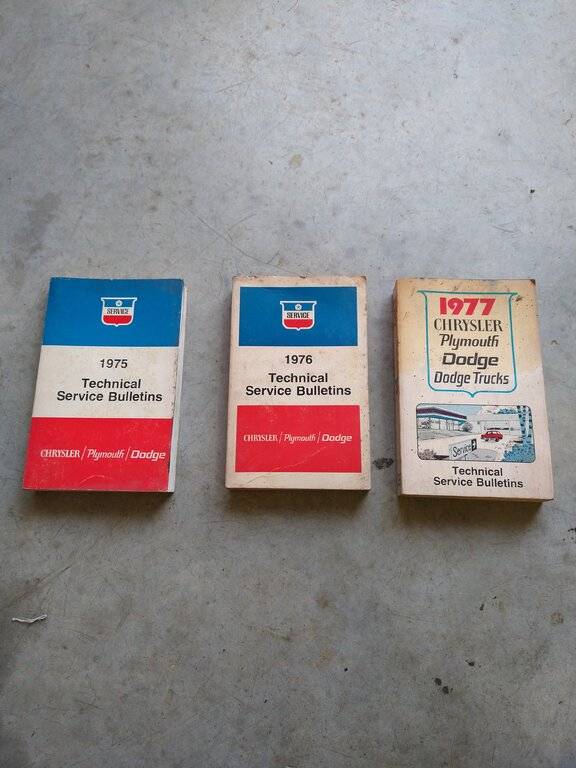 SERVICE
1975
Technical
Service Bulletins
CHRYSLER / Plymouth / Dodge
SERVICE
1976
Technical
Service Bulletins
CHRYSLER / Plymouth / Dodge
1977
CHRYSLER
Plymouth
Dodge
Dodge Trucks
Service
Technical
Service Bulletins